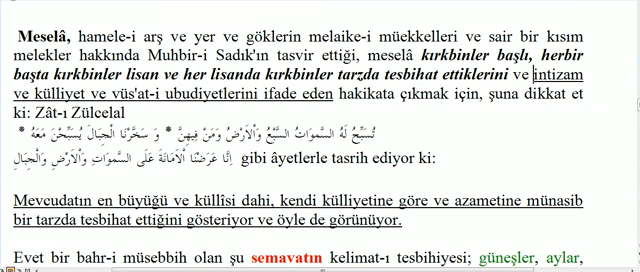 Meselâ, hamele-i arş ve yer ve göklerin melaike-i müekkelleri ve sair bir kısım
melekler hakkında Muhbir-i Sadık'ın tasvir ettiği, meselâ kırkbinler başlı, herbir
başta kırkbinler lisan ve her lisanda kırkbinler tarzda tesbihat ettiklerini ve intizam
ve külliyet ve vüs'at-i ubudiyetlerini ifade eden hakikata çıkmak için, şuna dikkat et
ki: Zât-ı Zülcelal
تُسَبِّحُ لَهُ السَّموَاتُ السَّبْعُ وَاْلاَرْضُ وَمَنْ فِيهِنَّ * وَ سَخَّرْنَا الْجِبَالَ يُسَبِّحْنَ مَعَهُ *
اِنَّا عَرَضْنَا اْلاَمَانَةَ عَلَى السَّموَاتِ وَاْلاَرْضِ وَالْجِبَالِ gibi âyetlerle tasrih ediyor ki:
Mevcudatın en büyüğü ve küllîsi dahi, kendi külliyetine göre ve azametine münasib
bir tarzda tesbihat ettiğini gösteriyor ve öyle de görünüyor.
Evet bir bahr-i müsebbih olan şu semavatın kelimat-ı tesbihiyesi; güneşler, aylar,